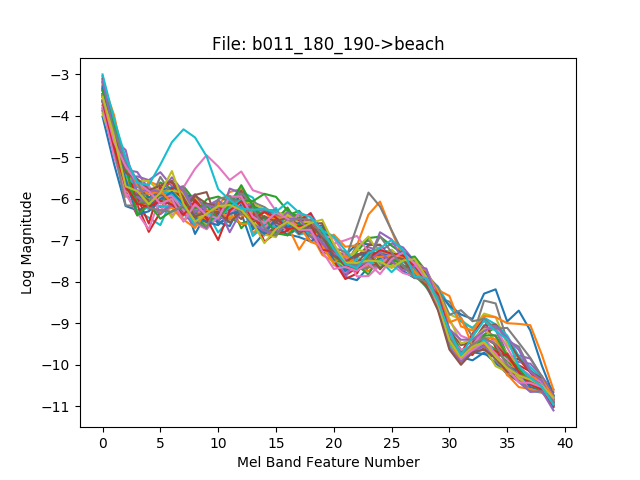 File: b011_180_190->beach
Log Magnitude
−3
−4
−5
−6
−7
−8
−9
−10
−11
0 5 10 15 20 25 30 35 40
Mel Band Feature Number